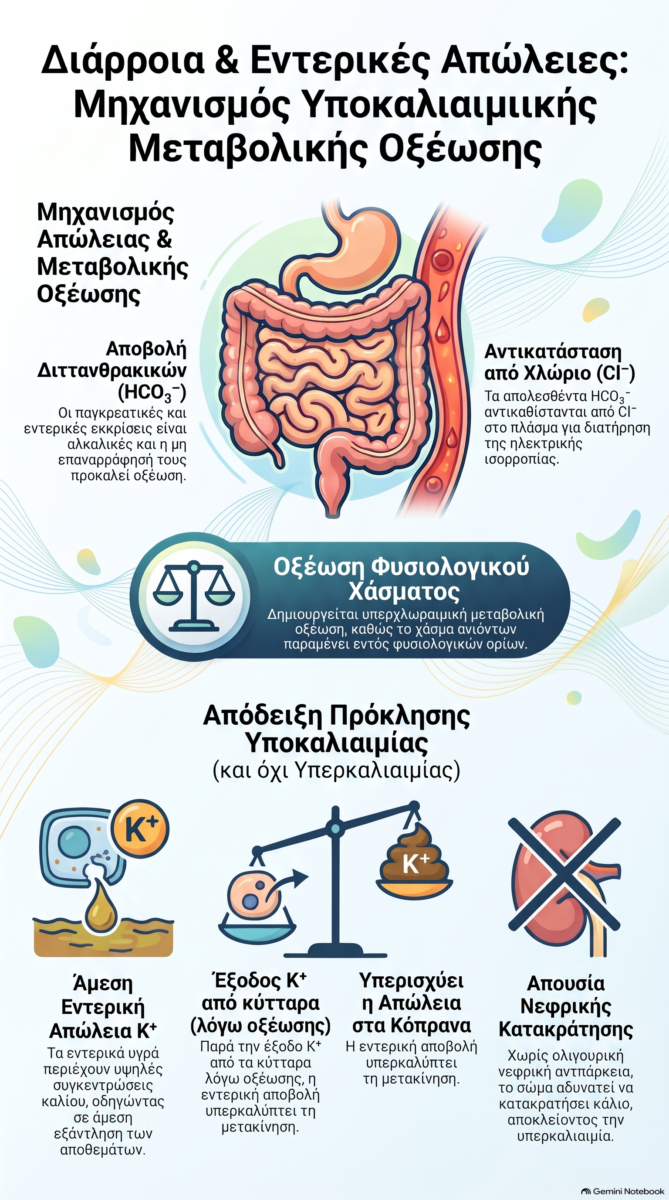 Διάρροια & Εντερικές Απώλειες:
Μηχανισμός Υποκαλιαιμιικής
Μεταβολικής Οξέωσης
Μηχανισμός
Απώλειας &
Μεταβολικής
Οξέωσης
Αποβολή
Διττανθρακικών
(HCO₃⁻)
Οι παγκρεατικές και
εντερικές εκκρίσεις είναι
αλκαλικές και η μη
επαναρράφησή τους
προκαλεί οξέωση.
Αντικατάσταση
από Χλώριο (Cl⁻)
Τα απολεσθέντα HCO₃⁻
αντικαθίστανται από Cl⁻
στο πλάσμα για διατήρηση
της ηλεκτρικής
ισορροπίας.
Οξέωση Φυσιολογικού
Χάσματος
Δημιουργείται υπερχλωραιμική μεταβολική
οξέωση, καθώς το χάσμα ανιόντων
παραμένει εντός φυσιολογικών ορίων.
Απόδειξη Πρόκλησης
Υποκαλιαιμίας
(και όχι Υπερκαλιαιμίας)
K⁺
K⁺
Άμεση
Εντερική
Απώλεια K⁺
Τα εντερικά υγρά
περιέχουν υψηλές
συγκεντρώσεις
καλίου, οδηγώντας
σε άμεση
εξάντληση των
αποθεμάτων.
Έξοδος K⁺
από κύτταρα
(λόγω οξέωσης)
Παρά την έξοδο K⁺
από τα κύτταρα
λόγω οξέωσης, η
εντερική αποβολή
υπερκαλύπτει τη
μετακίνηση.
Υπερισχύει
η Απώλεια
στα Κόπρανα
Η εντερική αποβολή
υπερκαλύπτει
τη μετακίνηση.
Απουσία
Νεφρικής
Κατακράτησης
Χωρίς ολιγουρική
νεφρική αντπάρκεια,
το σώμα αδυνατεί να
κατακρατήσει κάλιο,
αποκλείοντας την
υπερκαλιαιμία.
Gemini Notebook